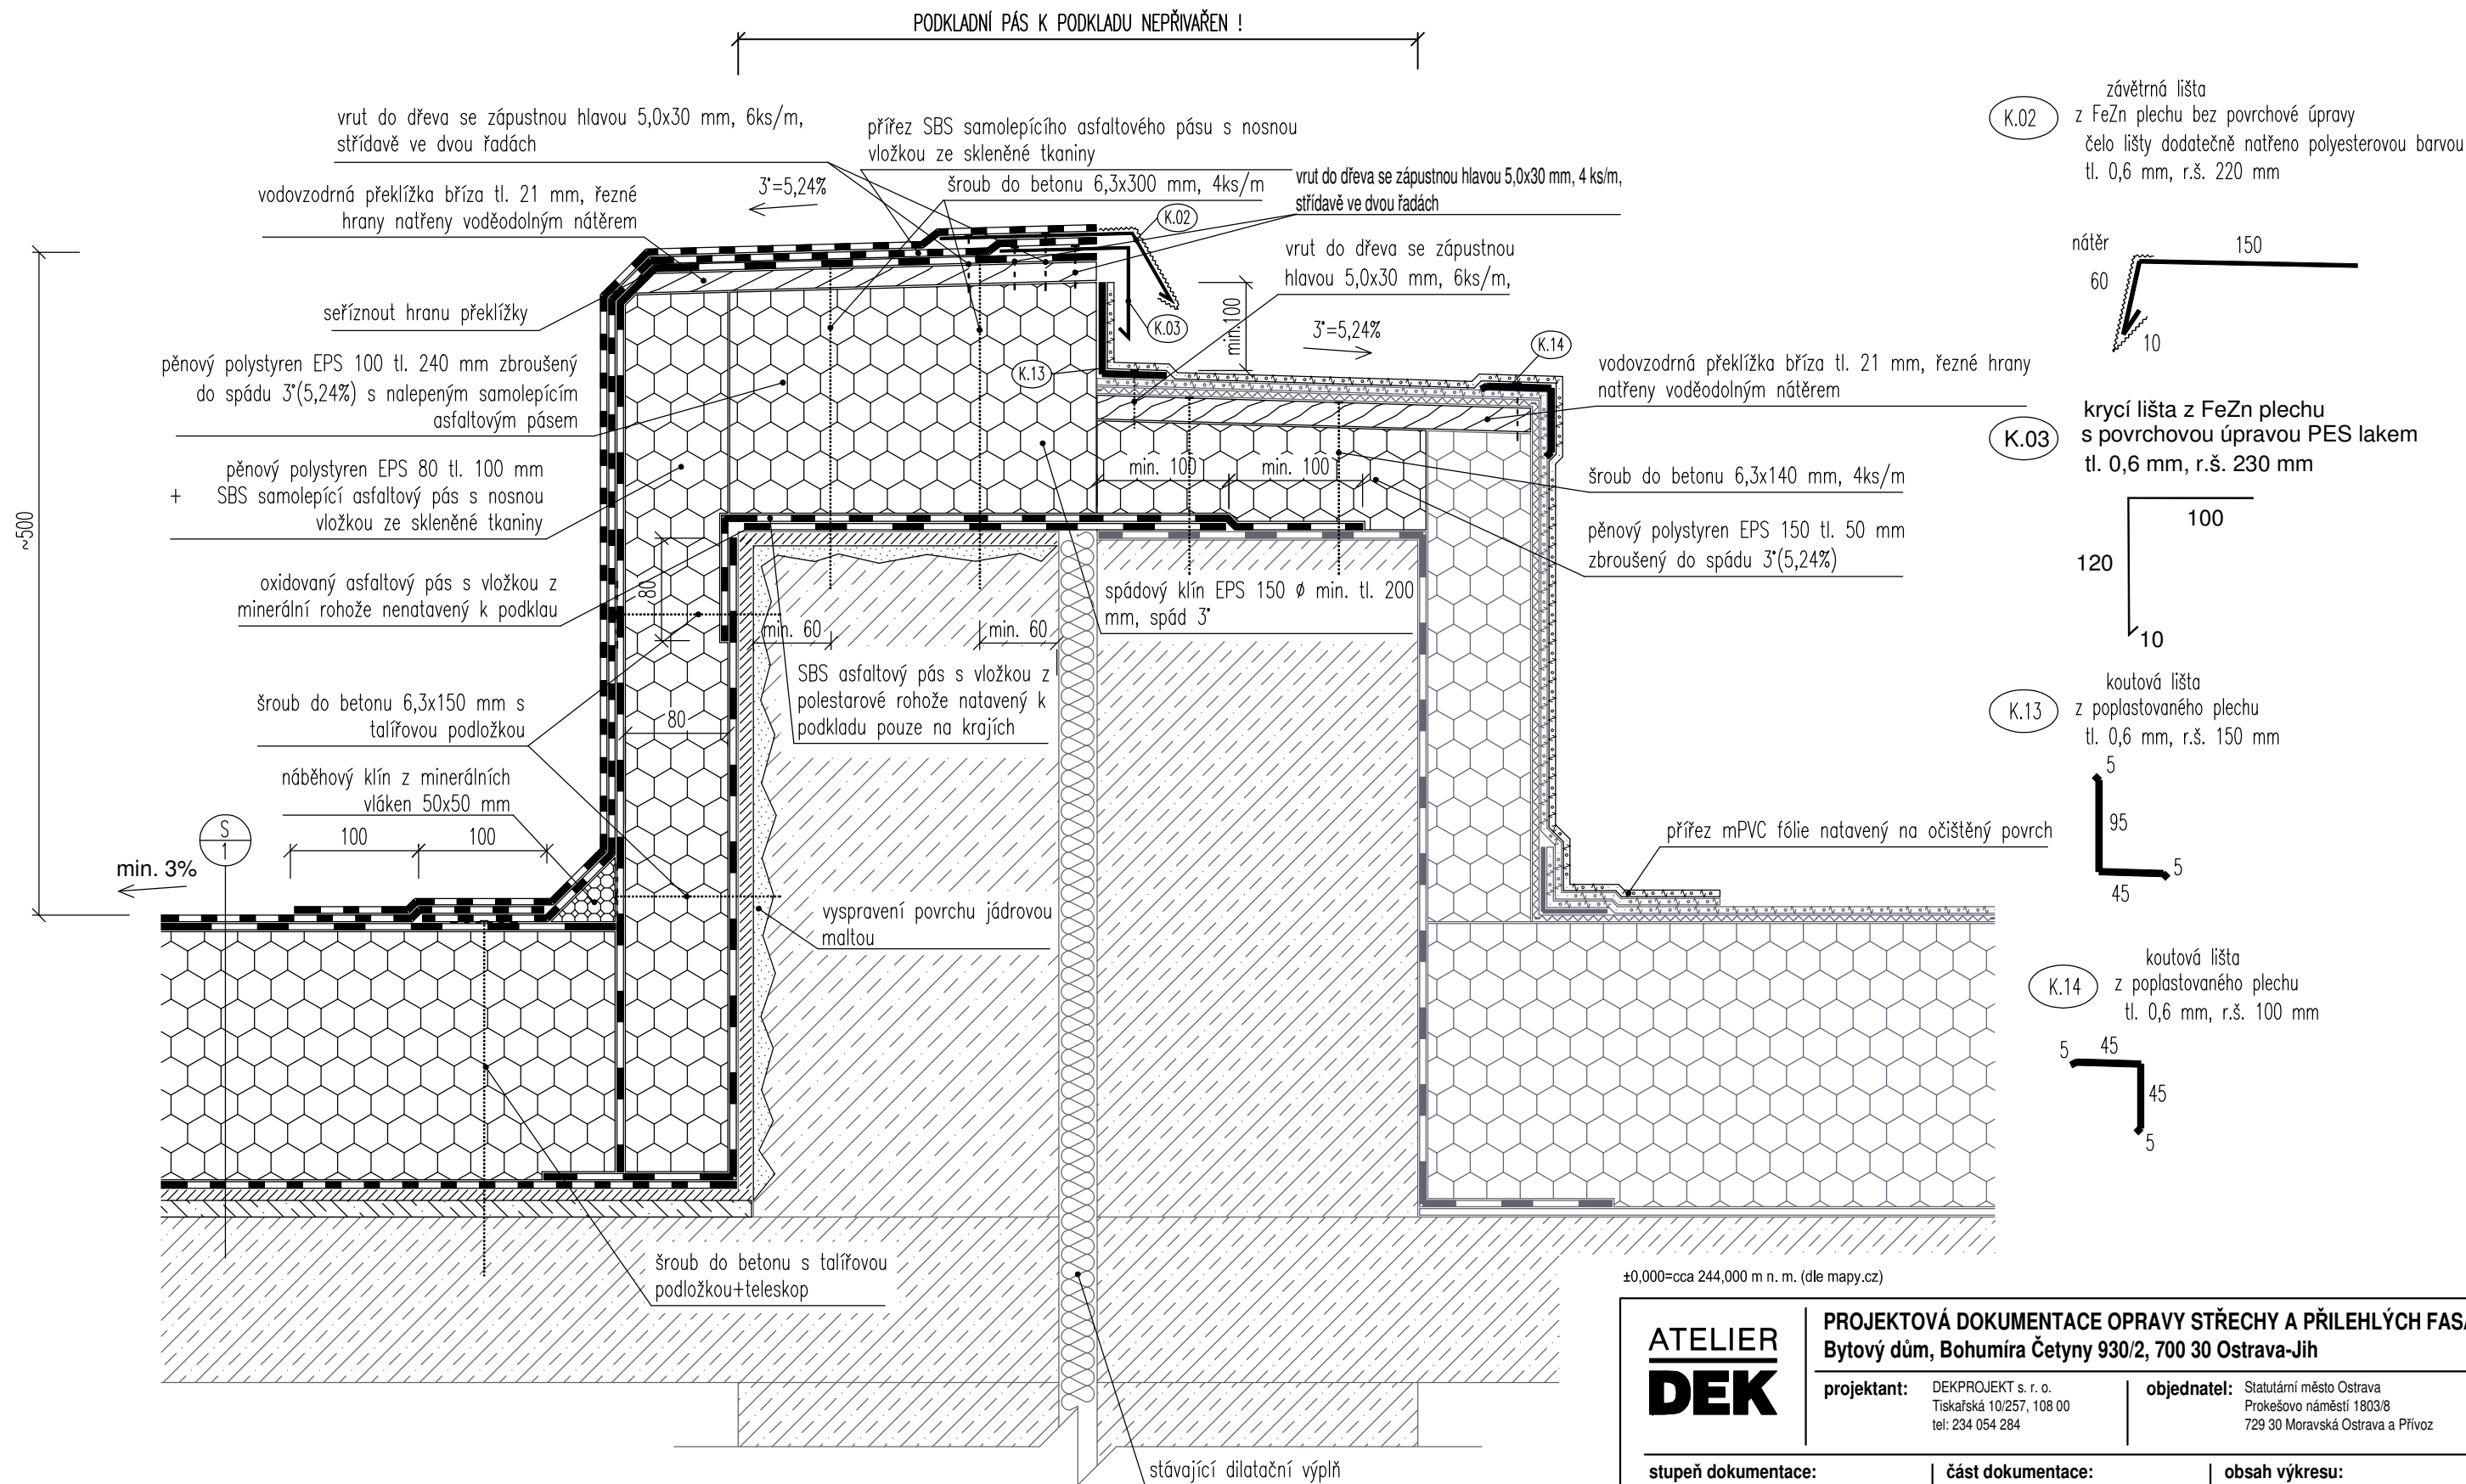 PODKLADNÍ PÁS K PODKLADU NEPŘIVAŘEN !
vrut do dřeva se zápustnou hlavou 5,0x30 mm, 6ks/m,
střídavě ve dvou řadách
přířez SBS samolepícího asfaltového pásu s nosnou
vložkou ze skleněné tkaniny
3°=5,24%
šroub do betonu 6,3x300 mm, 4ks/m
vrut do dřeva se zápustnou hlavou 5,0x30 mm, 4 ks/m,
střídavě ve dvou řadách
vodovzodrná překlížka bříza tl. 21 mm, řezné
hrany natřeny voděodolným nátěrem
K.02
vrut do dřeva se zápustnou
hlavou 5,0x30 mm, 6ks/m,
seříznout hranu překlížky
K.03
min.100
3°=5,24%
K.14
K.13
pěnový polystyren EPS 100 tl. 240 mm zbroušený
do spádu 3°(5,24%) s nalepeným samolepícím
asfaltovým pásem
vodovzodrná překlížka bříza tl. 21 mm, řezné hrany
natřeny voděodolným nátěrem
pěnový polystyren EPS 80 tl. 100 mm
+ SBS samolepící asfaltový pás s nosnou
vložkou ze skleněné tkaniny
min. 100
min. 100
šroub do betonu 6,3x140 mm, 4ks/m
~500
pěnový polystyren EPS 150 tl. 50 mm
zbroušený do spádu 3°(5,24%)
oxidovaný asfaltový pás s vložkou z
minerální rohože nenatavený k podklau
80
spádový klín EPS 150 ø min. tl. 200
mm, spád 3°
min. 60
min. 60
SBS asfaltový pás s vložkou z
polestarové rohože natavený k
podkladu pouze na krajích
šroub do betonu 6,3x150 mm s
talířovou podložkou
80
náběhový klín z minerálních
vláken 50x50 mm
100
100
S
1
min. 3%
přířez mPVC fólie natavený na očištěný povrch
vyspravení povrchu jádrovou
maltou
šroub do betonu s talířovou
podložkou+teleskop
stávající dilatační výplň
K.02
závětrná lišta
z FeZn plechu bez povrchové úpravy
čelo lišty dodatečně natřeno polyesterovou barvou
tl. 0,6 mm, r.š. 220 mm
nátěr
150
60
10
K.03
krycí lišta z FeZn plechu
s povrchovou úpravou PES lakem
tl. 0,6 mm, r.š. 230 mm
100
120
10
K.13
koutová lišta
z poplastovaného plechu
tl. 0,6 mm, r.š. 150 mm
5
95
5
45
K.14
koutová lišta
z poplastovaného plechu
tl. 0,6 mm, r.š. 100 mm
5
45
45
5
±0,000=cca 244,000 m n. m. (dle mapy.cz)
ATELIER
DEK
PROJEKTOVÁ DOKUMENTACE OPRAVY STŘECHY A PŘILEHLÝCH FASÁ
Bytový dům, Bohumíra Četyny 930/2, 700 30 Ostrava-Jih
projektant: DEKPROJEKT s. r. o.
Tiskařská 10/257, 108 00
tel: 234 054 284
objednatel: Statutární město Ostrava
Prokešovo náměstí 1803/8
729 30 Moravská Ostrava a Přívoz
stupeň dokumentace:
část dokumentace:
obsah výkresu: